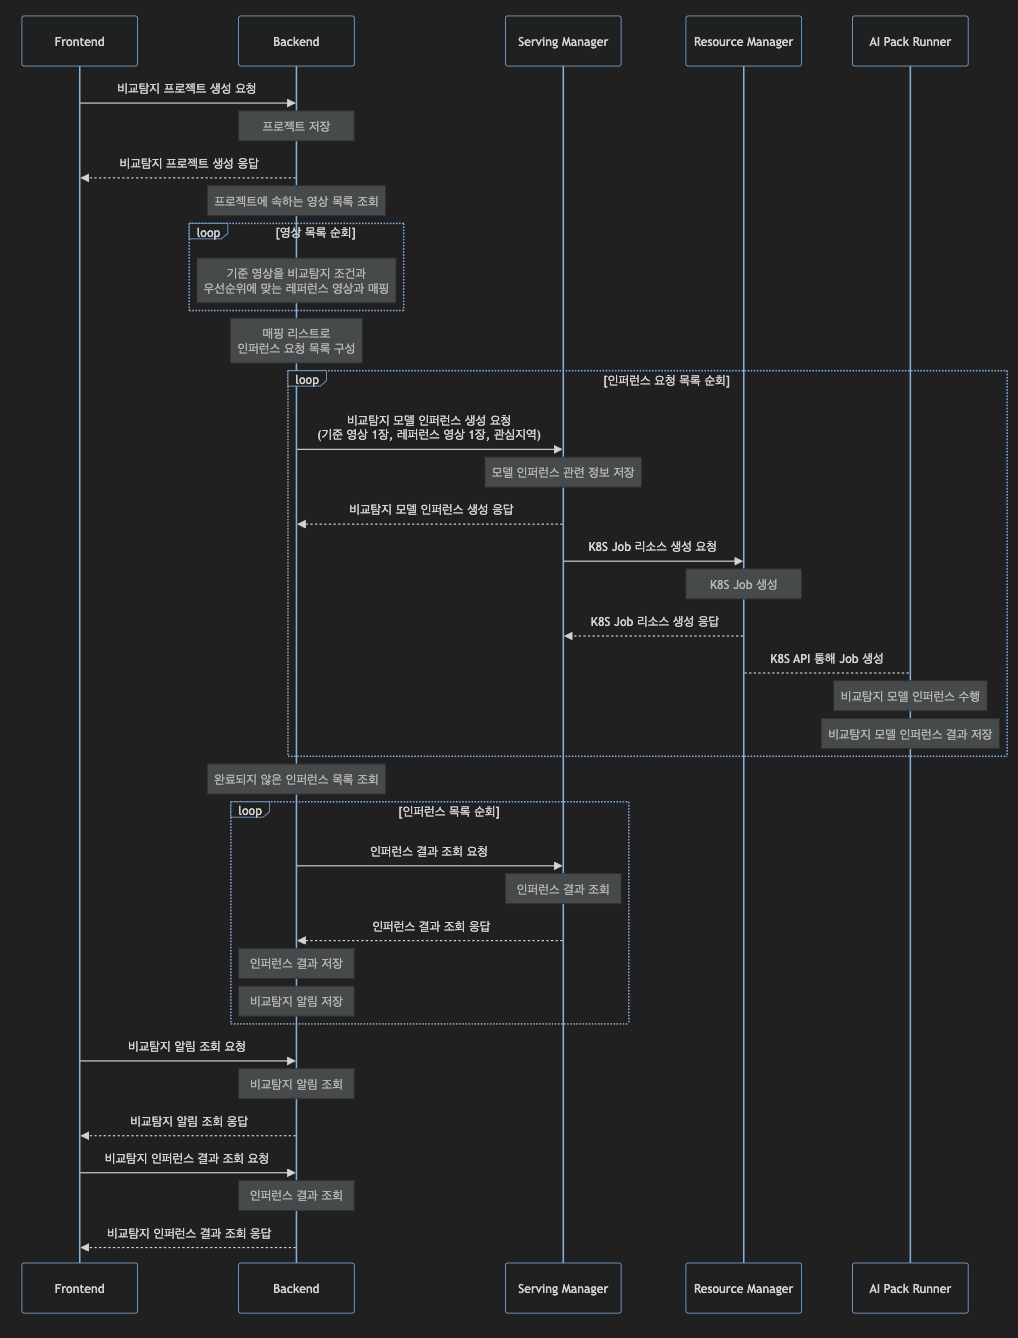 Frontend
Backend
Serving Manager
Resource Manager
AI Pack Runner
비교탐지 프로젝트 생성 요청
프로젝트 저장
비교탐지 프로젝트 생성 응답
프로젝트에 속하는 영상 목록 조회
loop
[영상 목록 순회]
기준 영상을 비교탐지 조건과
우선순위에 맞는 레퍼런스 영상과 매핑
매핑 리스트로
인퍼런스 요청 목록 구성
loop
[인퍼런스 요청 목록 순회]
비교탐지 모델 인퍼런스 생성 요청
(기준 영상 1장, 레퍼런스 영상 1장, 관심지역)
모델 인퍼런스 관련 정보 저장
비교탐지 모델 인퍼런스 생성 응답
K8S Job 리소스 생성 요청
K8S Job 생성
K8S Job 리소스 생성 응답
K8S API 통해 Job 생성
비교탐지 모델 인퍼런스 수행
비교탐지 모델 인퍼런스 결과 저장
완료되지 않은 인퍼런스 목록 조회
loop
[인퍼런스 목록 순회]
인퍼런스 결과 조회 요청
인퍼런스 결과 조회
인퍼런스 결과 조회 응답
인퍼런스 결과 저장
비교탐지 알림 저장
비교탐지 알림 조회 요청
비교탐지 알림 조회
비교탐지 알림 조회 응답
비교탐지 인퍼런스 결과 조회 요청
인퍼런스 결과 조회
비교탐지 인퍼런스 결과 조회 응답
Frontend
Backend
Serving Manager
Resource Manager
AI Pack Runner